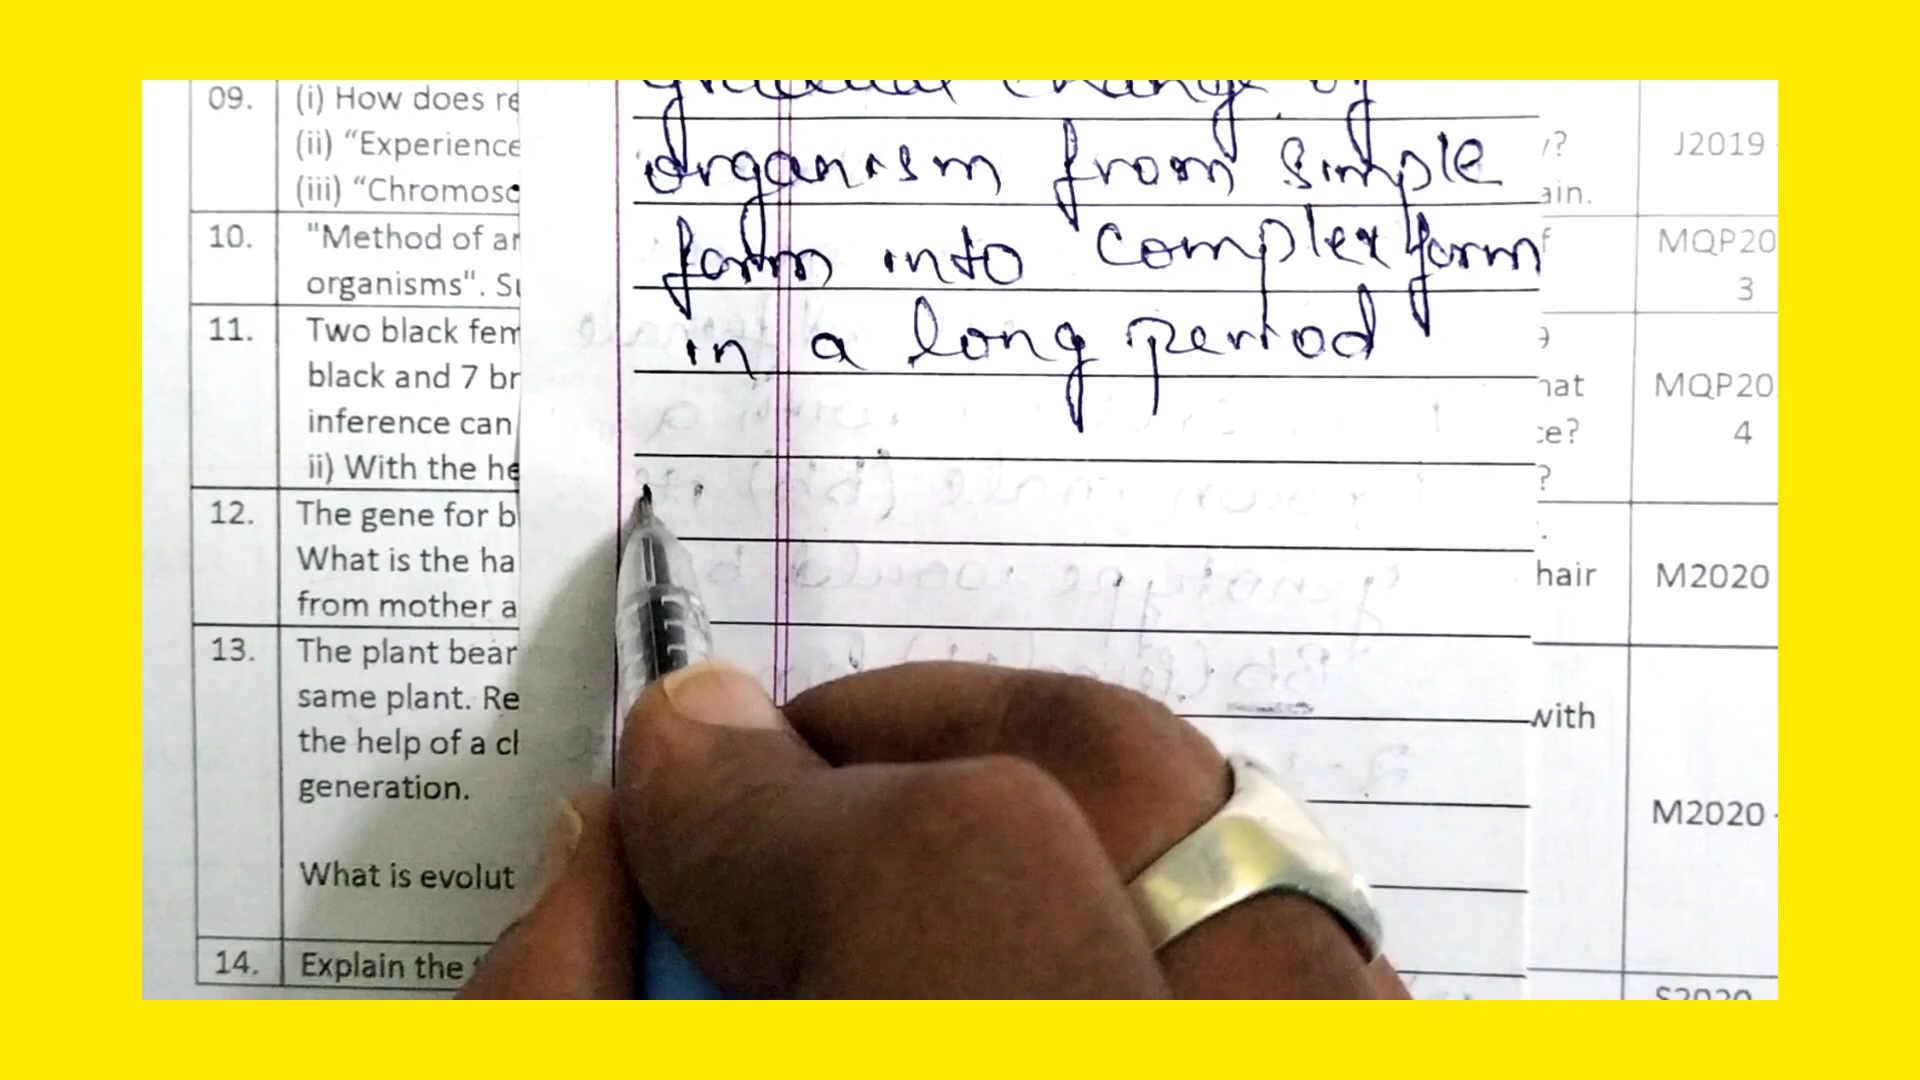 09.
(i) How does re
(ii) “Experience
(iii) “Chromoso
10.
"Method of ar
organisms". Su
11.
Two black fem
black and 7 br
inference can
ii) With the he
12.
The gene for b
What is the ha
from mother a
13.
The plant bear
same plant. Re
the help of a ch
generation.
What is evolut
14.
Explain the
gradual change of
organism from simple
form into complex form
in a long period
?
ain.
hat
ce?
?
hair
with
J2019
MQP20
3
MQP20
4
M2020
M2020
S2020